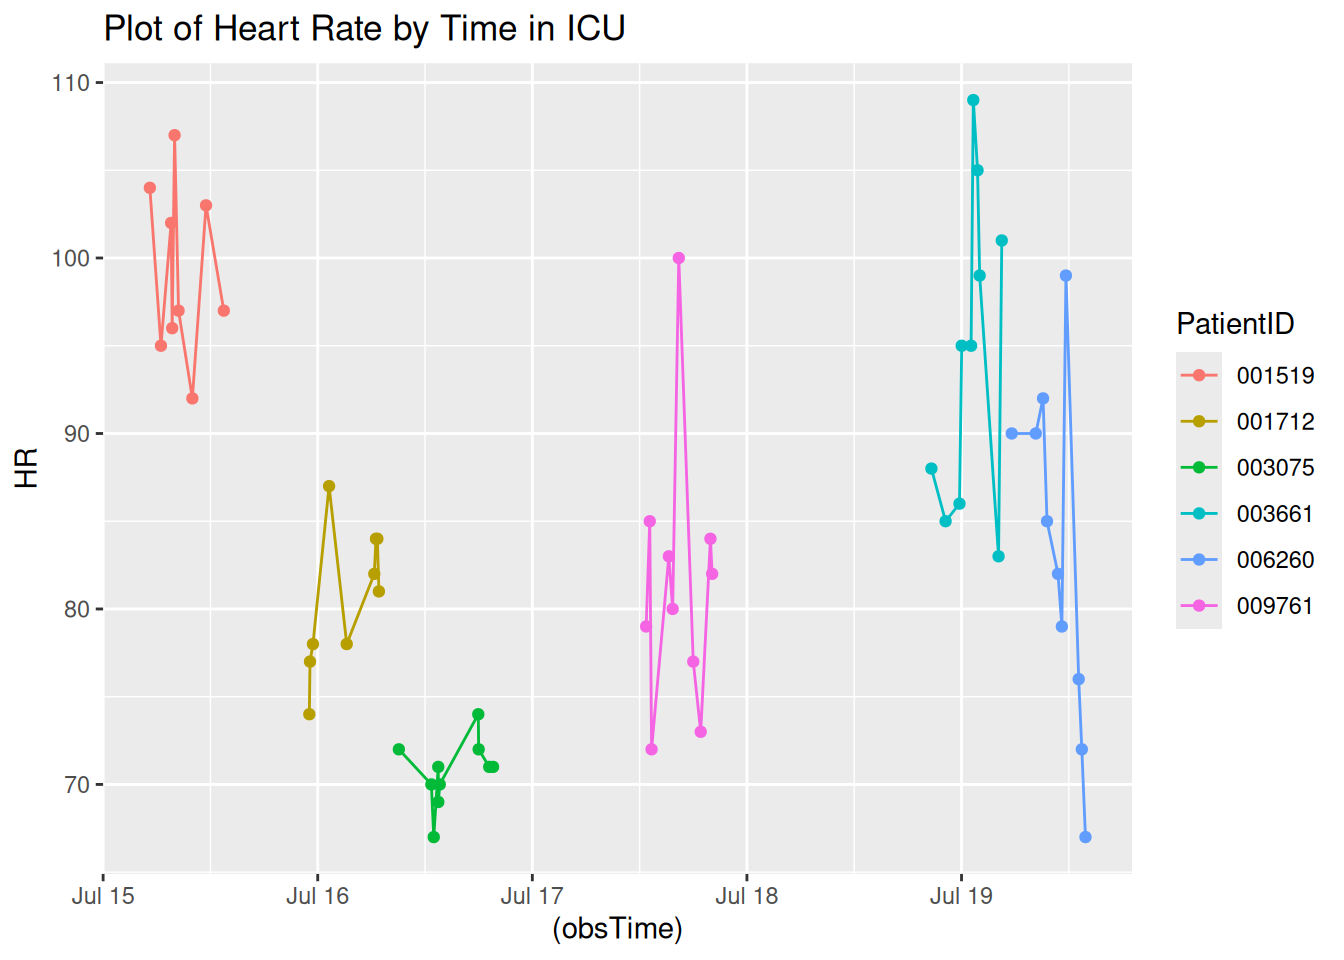 Plot of Heart Rate by Time in ICU
110
100
90
80
70
HR
Jul 15 Jul 16 Jul 17 Jul 18 Jul 19
(obsTime)
PatientID
001519
001712
003075
003661
006260
009761